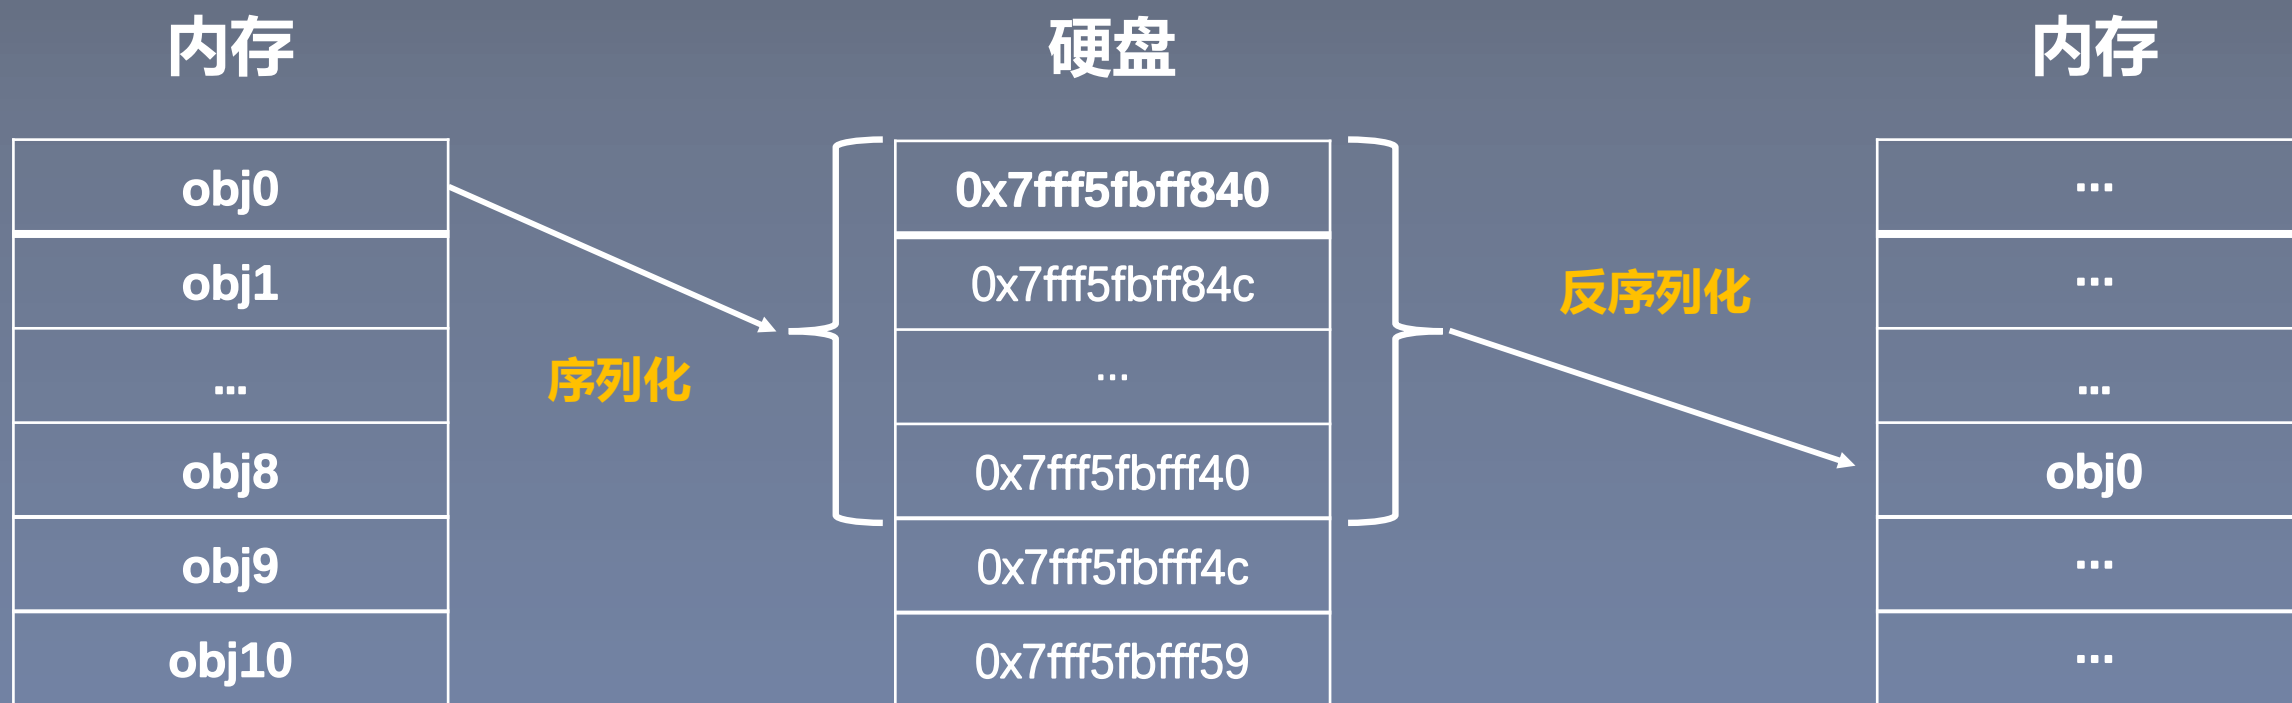 内存
硬盘
内存
obj0
obj1
...
obj8
obj9
obj10
序列化
0x7fff5fbff840
0x7fff5fbff84c
...
0x7fff5fbfff40
0x7fff5fbfff4c
0x7fff5fbfff59
反序列化
...
...
...
obj0
...
...